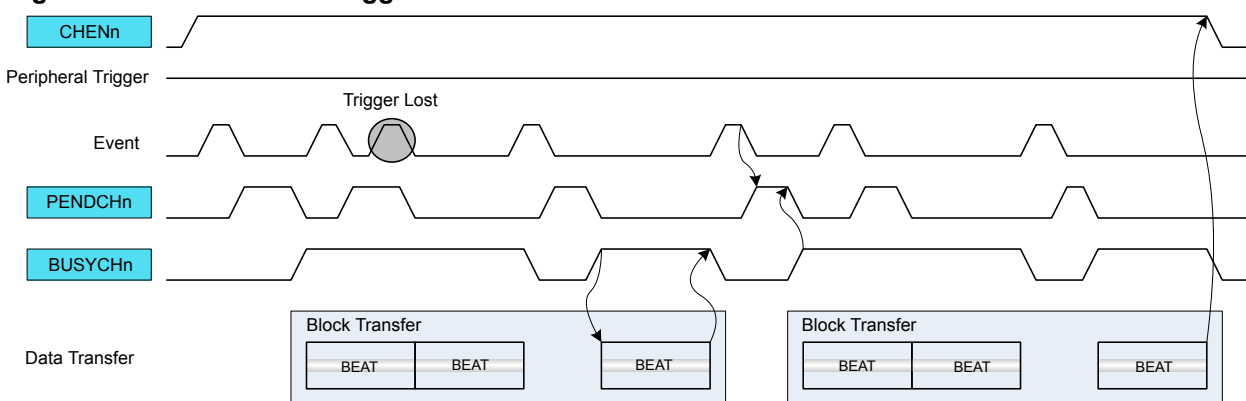 CHENn
Peripheral Trigger
Trigger Lost
Event
PENDCHn
BUSYCHn
Block Transfer Block Transfer
Data Transfer BEAT BEAT BEAT BEAT BEAT BEAT